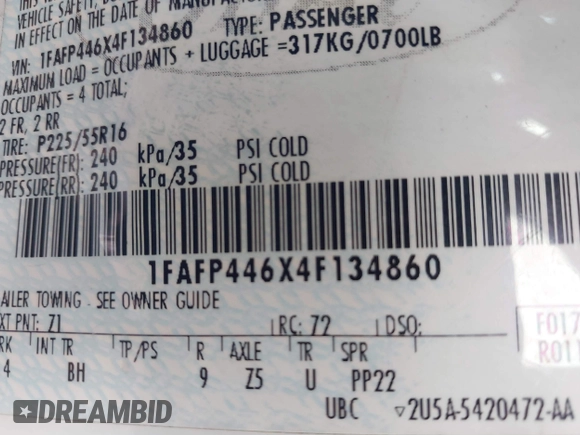 VEHICLE SAFETY,
IN EFFECT ON THE DATE OF MANUF
VIN: 1FAFP446X4F134860 TYPE: PASSENGER
MAXIMUM LOAD = OCCUPANTS + LUGGAGE =317KG/0700LB
OCCUPANTS = 4 TOTAL;
2 FR, 2 RR
TIRE: P225/55R16
PRESSURE(FR): 240 kPa/35 PSI COLD
PRESSURE(RR): 240 kPa/35 PSI COLD
1FAFP446X4F134860
AILER TOWING - SEE OWNER GUIDE
XT PNT: Z1 RC: 72 DSO:
F017
RK INT TR TP/PS R AXLE TR SPR
R011
4 BH 9 Z5 U PP22
UBC ▽2U5A-5420472-AA
DREAMBID